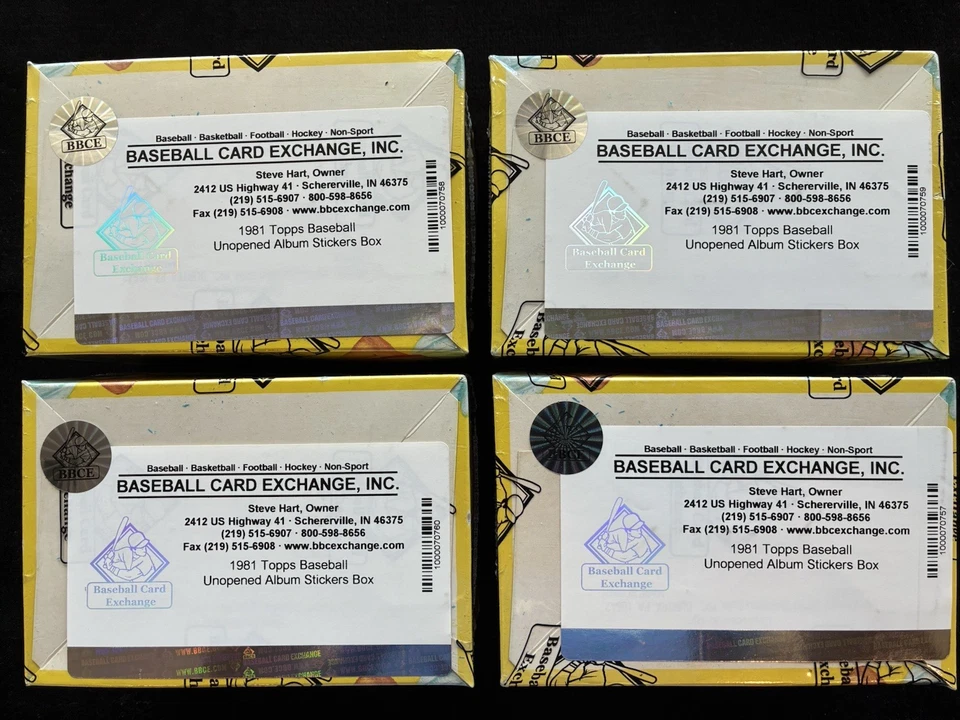 BBCE
Baseball · Basketball · Football · Hockey · Non-Sport
BASEBALL CARD EXCHANGE, INC.
Steve Hart, Owner
2412 US Highway 41 · Schererville, IN 46375
(219) 515-6907 · 800-598-8656
Fax (219) 515-6908 · www.bbcexchange.com
1981 Topps Baseball
Unopened Album Stickers Box
Baseball Card
Exchange
1000070758
BBCE
Baseball · Basketball · Football · Hockey · Non-Sport
BASEBALL CARD EXCHANGE, INC.
Steve Hart, Owner
2412 US Highway 41 · Schererville, IN 46375
(219) 515-6907 · 800-598-8656
Fax (219) 515-6908 · www.bbcexchange.com
1981 Topps Baseball
Unopened Album Stickers Box
Baseball Card
Exchange
1000070759
BBCE
Baseball · Basketball · Football · Hockey · Non-Sport
BASEBALL CARD EXCHANGE, INC.
Steve Hart, Owner
2412 US Highway 41 · Schererville, IN 46375
(219) 515-6907 · 800-598-8656
Fax (219) 515-6908 · www.bbcexchange.com
1981 Topps Baseball
Unopened Album Stickers Box
Baseball Card
Exchange
1000070760
BBCE
Baseball · Basketball · Football · Hockey · Non-Sport
BASEBALL CARD EXCHANGE, INC.
Steve Hart, Owner
2412 US Highway 41 · Schererville, IN 46375
(219) 515-6907 · 800-598-8656
Fax (219) 515-6908 · www.bbcexchange.com
1981 Topps Baseball
Unopened Album Stickers Box
Baseball Card
Exchange
1000070757